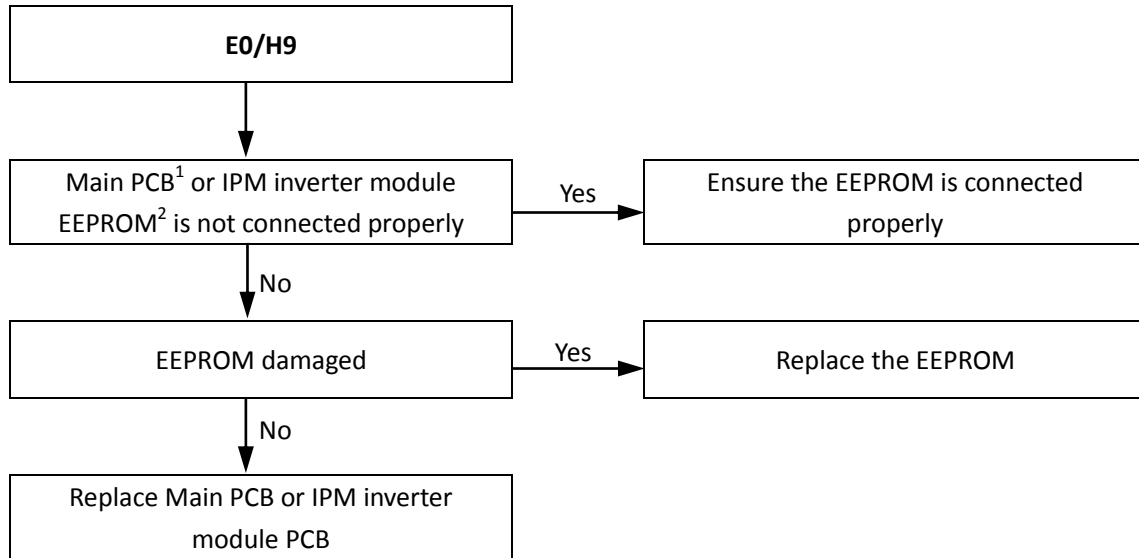 E0/H9
Main PCB¹ or IPM inverter module
EEPROM² is not connected properly
Yes
Ensure the EEPROM is connected
properly
No
EEPROM damaged
Yes
Replace the EEPROM
No
Replace Main PCB or IPM inverter
module PCB